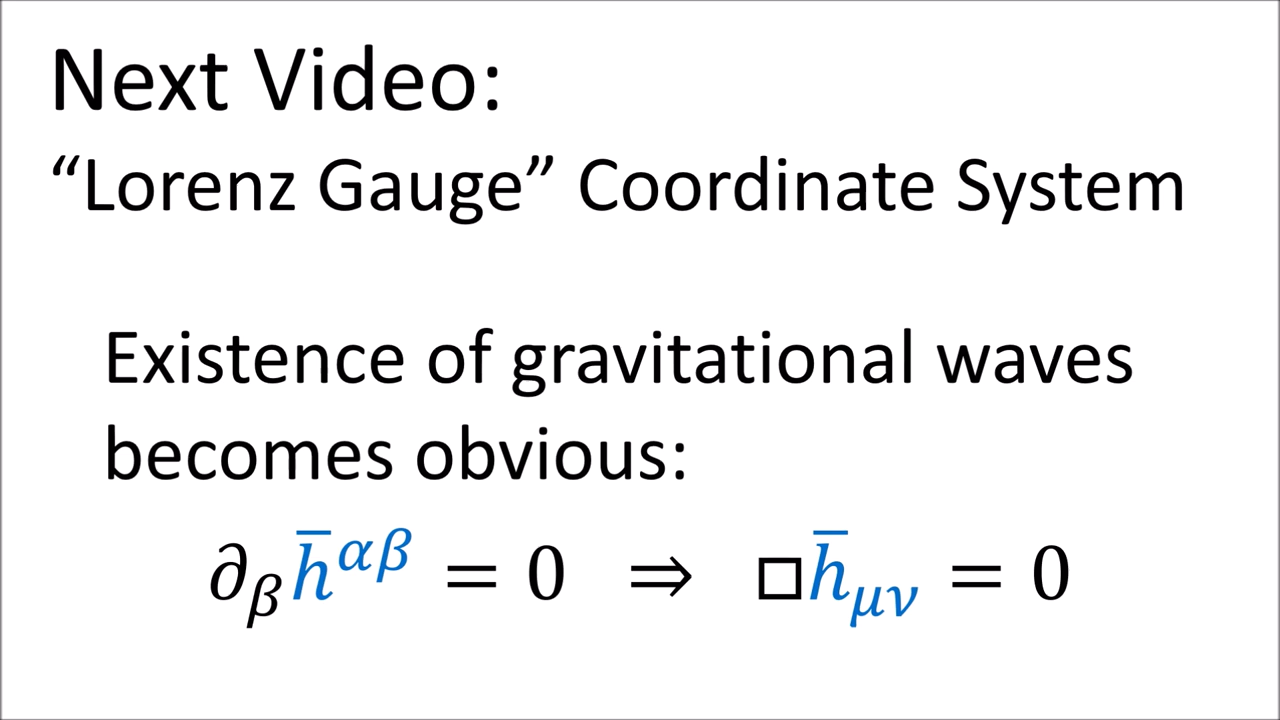 Next Video:
“Lorenz Gauge” Coordinate System
Existence of gravitational waves
becomes obvious:
∂_β h̄^{αβ} = 0 ⇒ □h̄_{μν} = 0